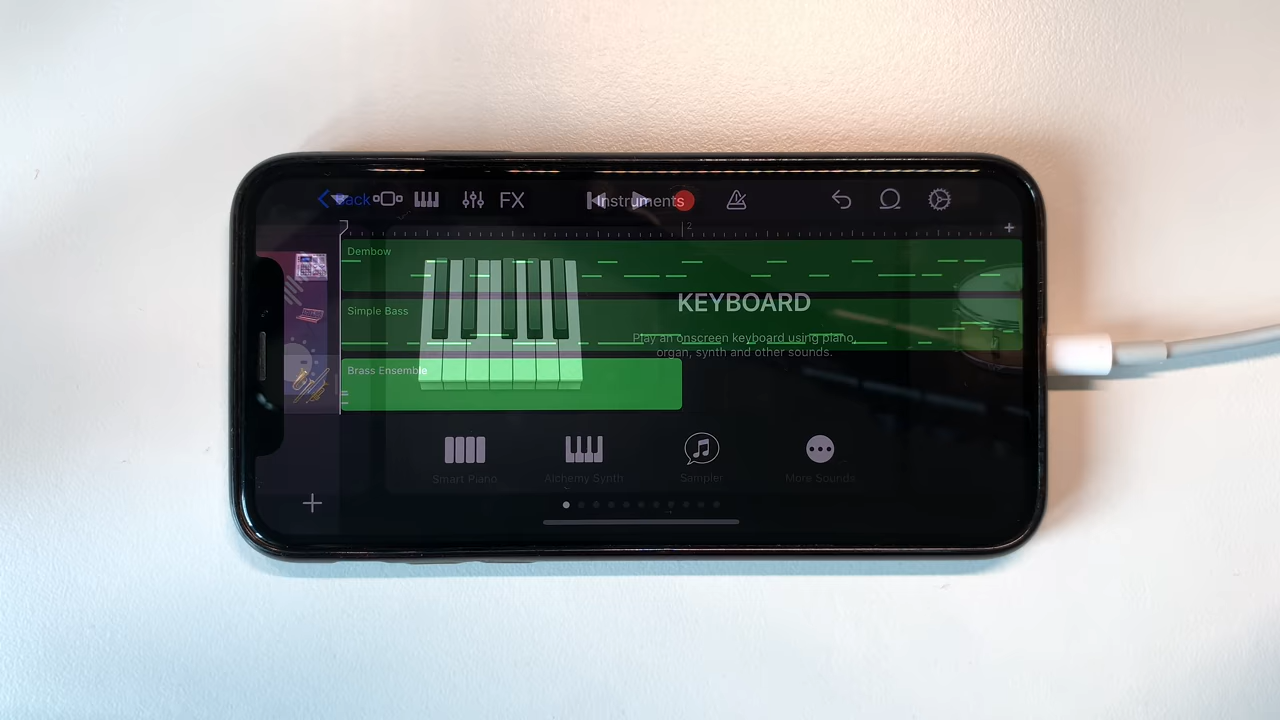 Back
FX
Instruments
2
+
Dembow
Simple Bass
Brass Ensemble
KEYBOARD
Play an onscreen keyboard using piano,
organ, synth and other sounds.
Smart Piano
Alchemy Synth
Sampler
More Sounds
+